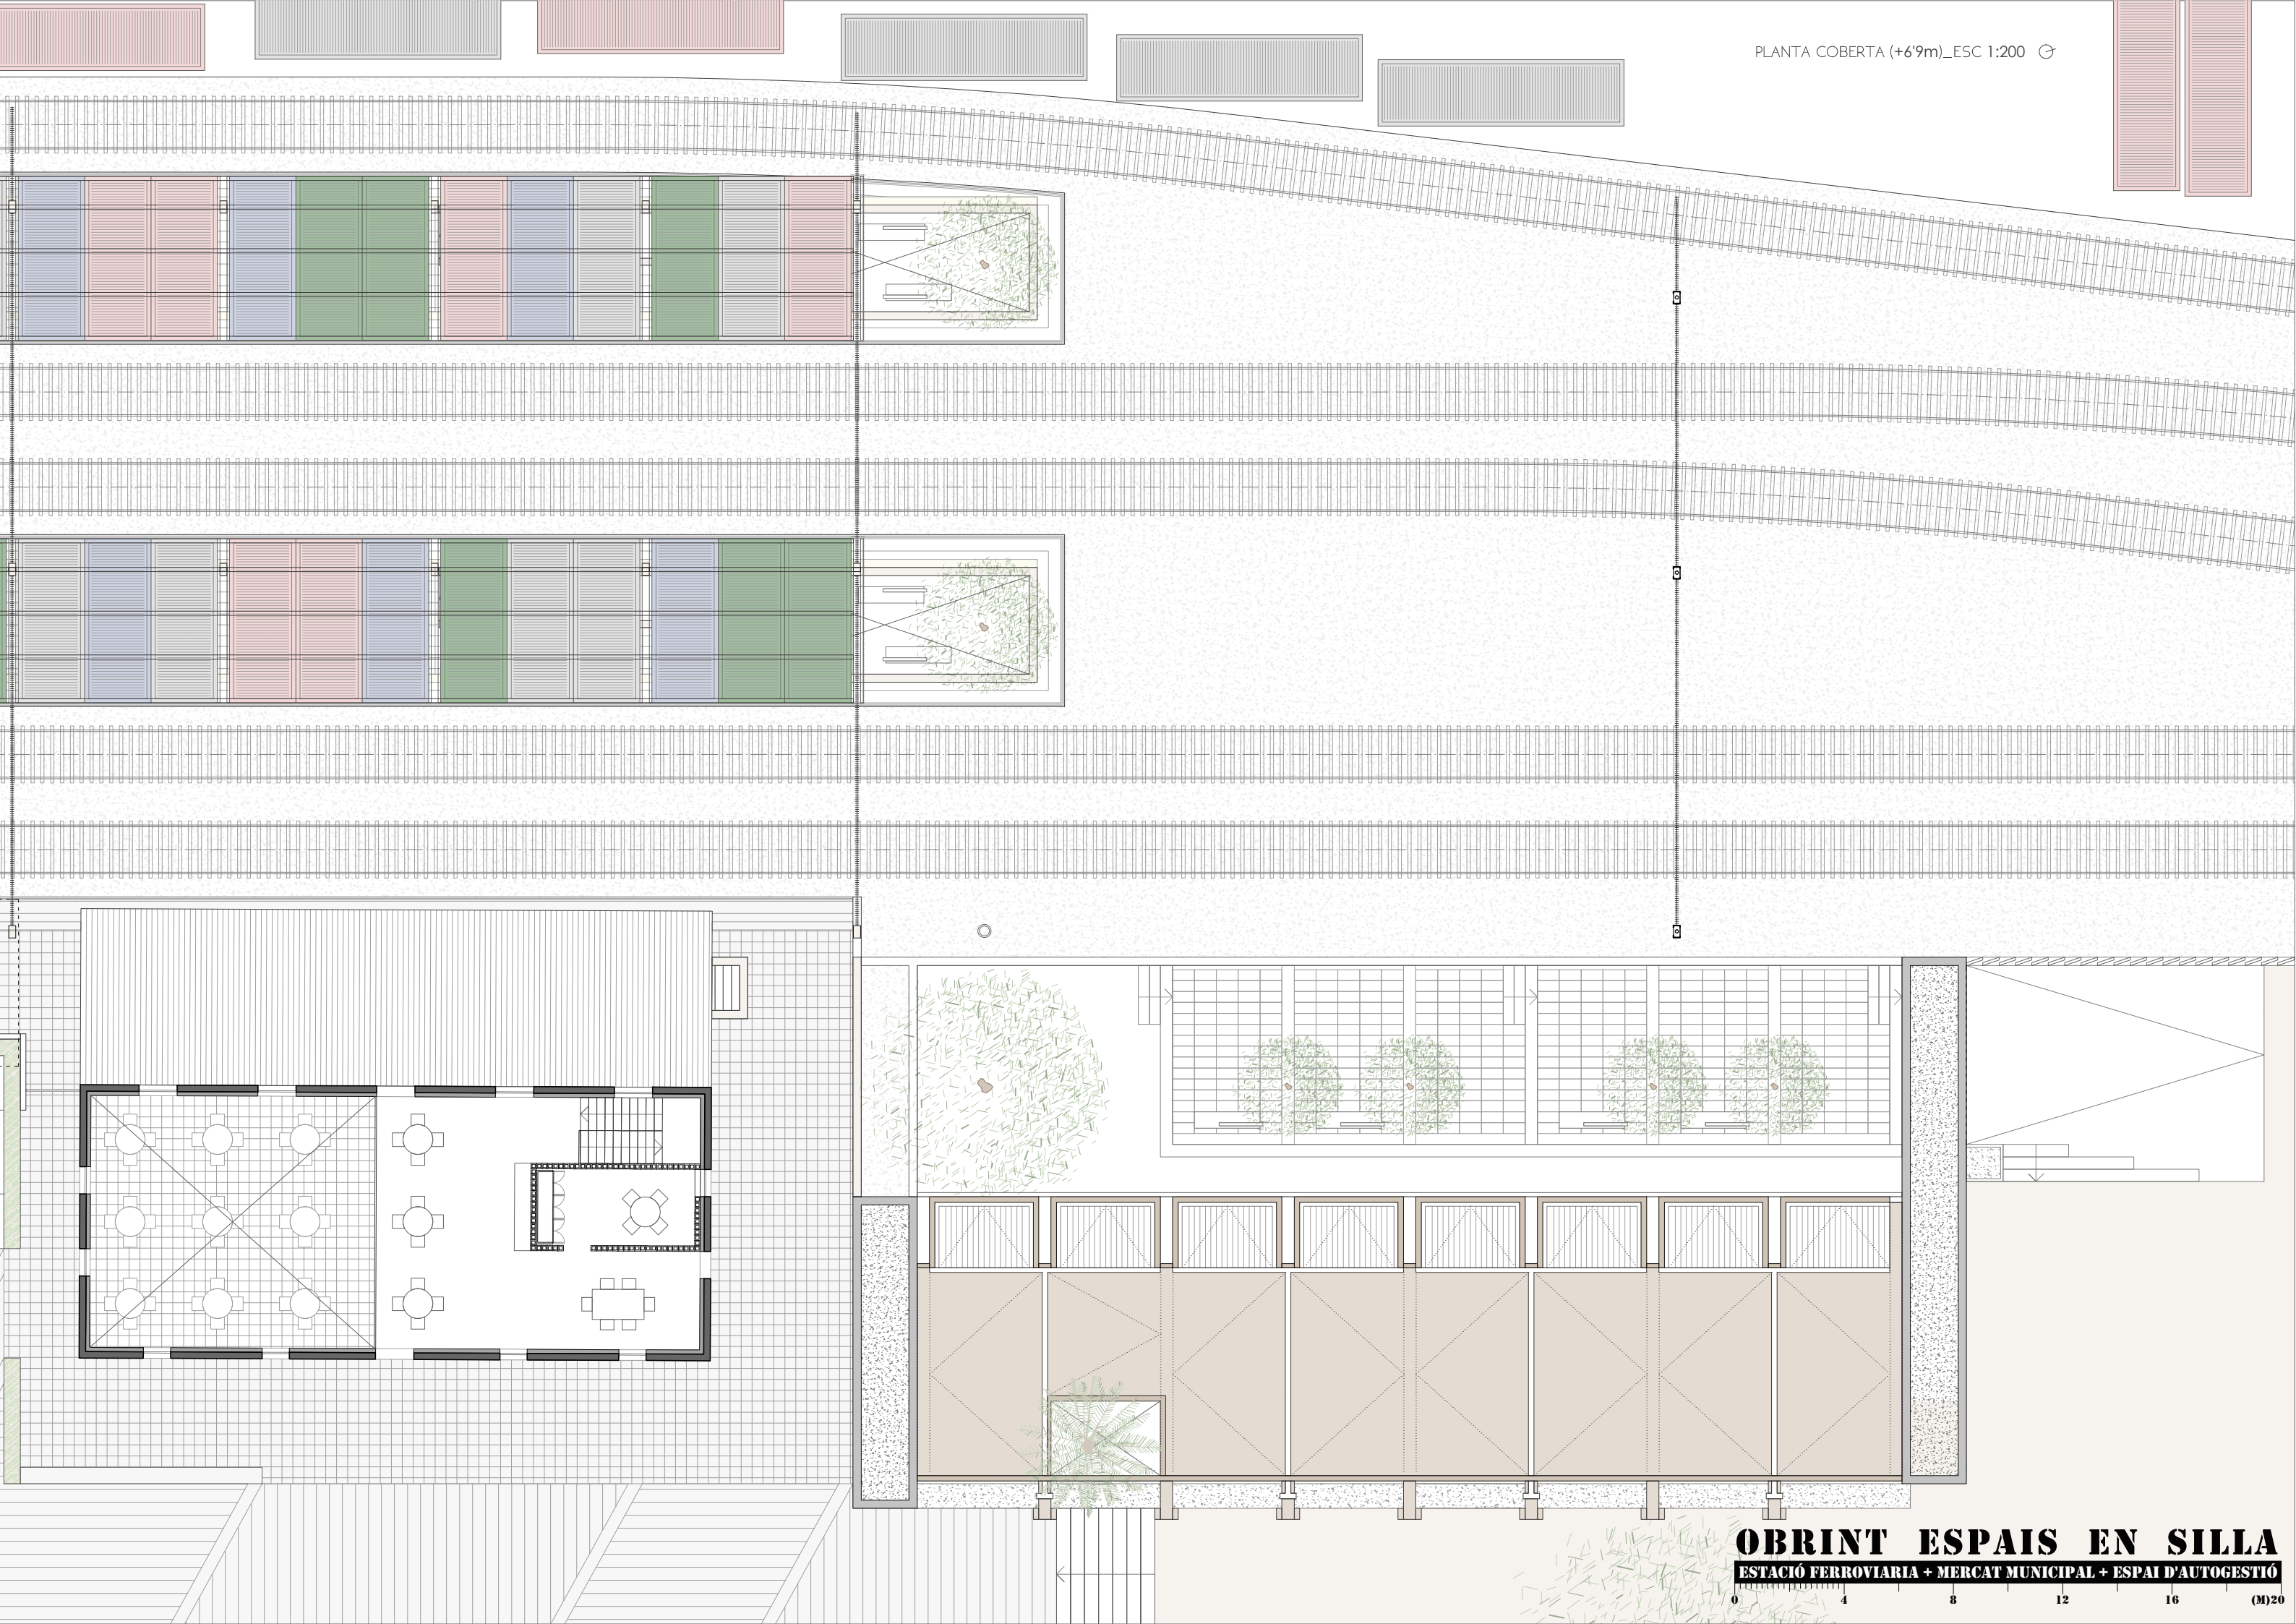 PLANTA COBERTA (+6'9m)_ESC 1:200
OBRINT ESPAIS EN SILLA
ESTACIÓ FERROVIARIA + MERCAT MUNICIPAL + ESPAI D'AUTOGESTIÓ
0 4 8 12 16 (M)20